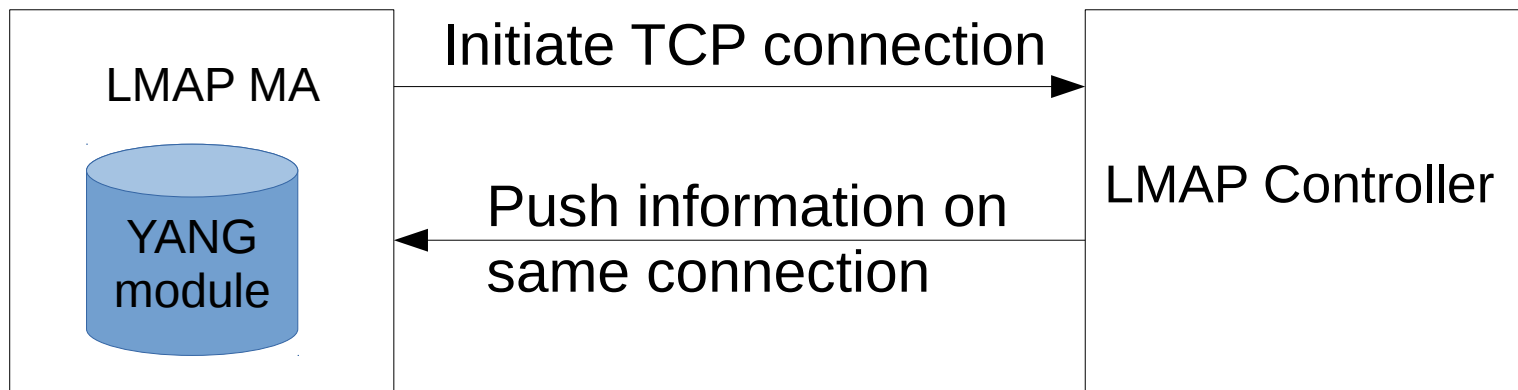 Initiate TCP connection
LMAP MA
LMAP Controller
Push information on
same connection
YANG
module